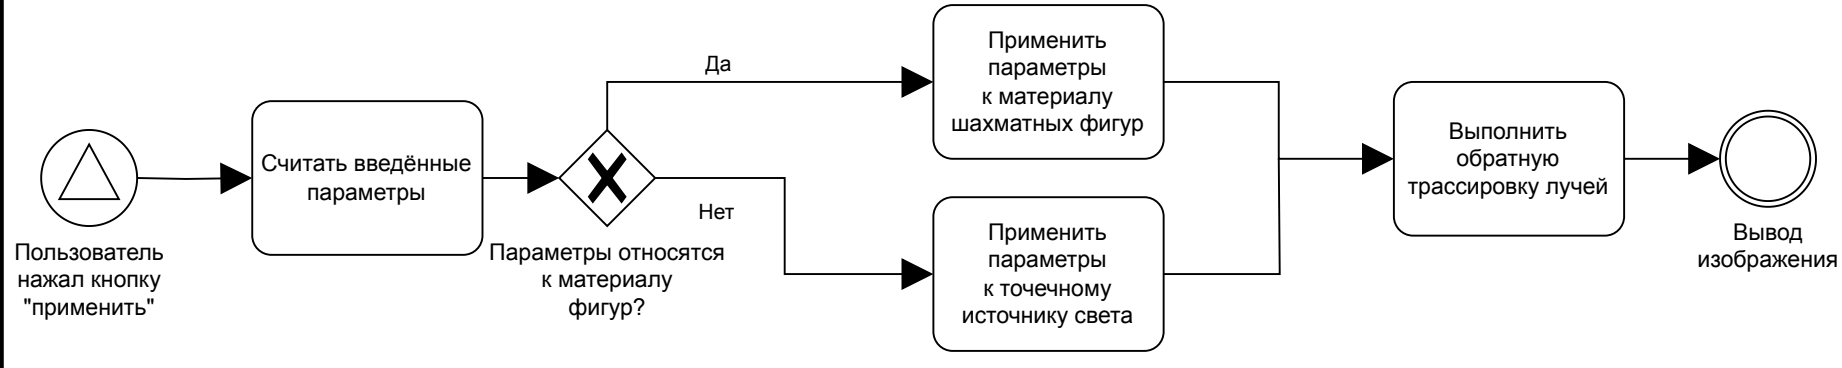 Пользователь
нажал кнопку
"применить"
Считать введённые
параметры
Параметры относятся
к материалу
фигур?
Да
Нет
Применить
параметры
к материалу
шахматных фигур
Применить
параметры
к точечному
источнику света
Выполнить
обратную
трассировку лучей
Вывод
изображения